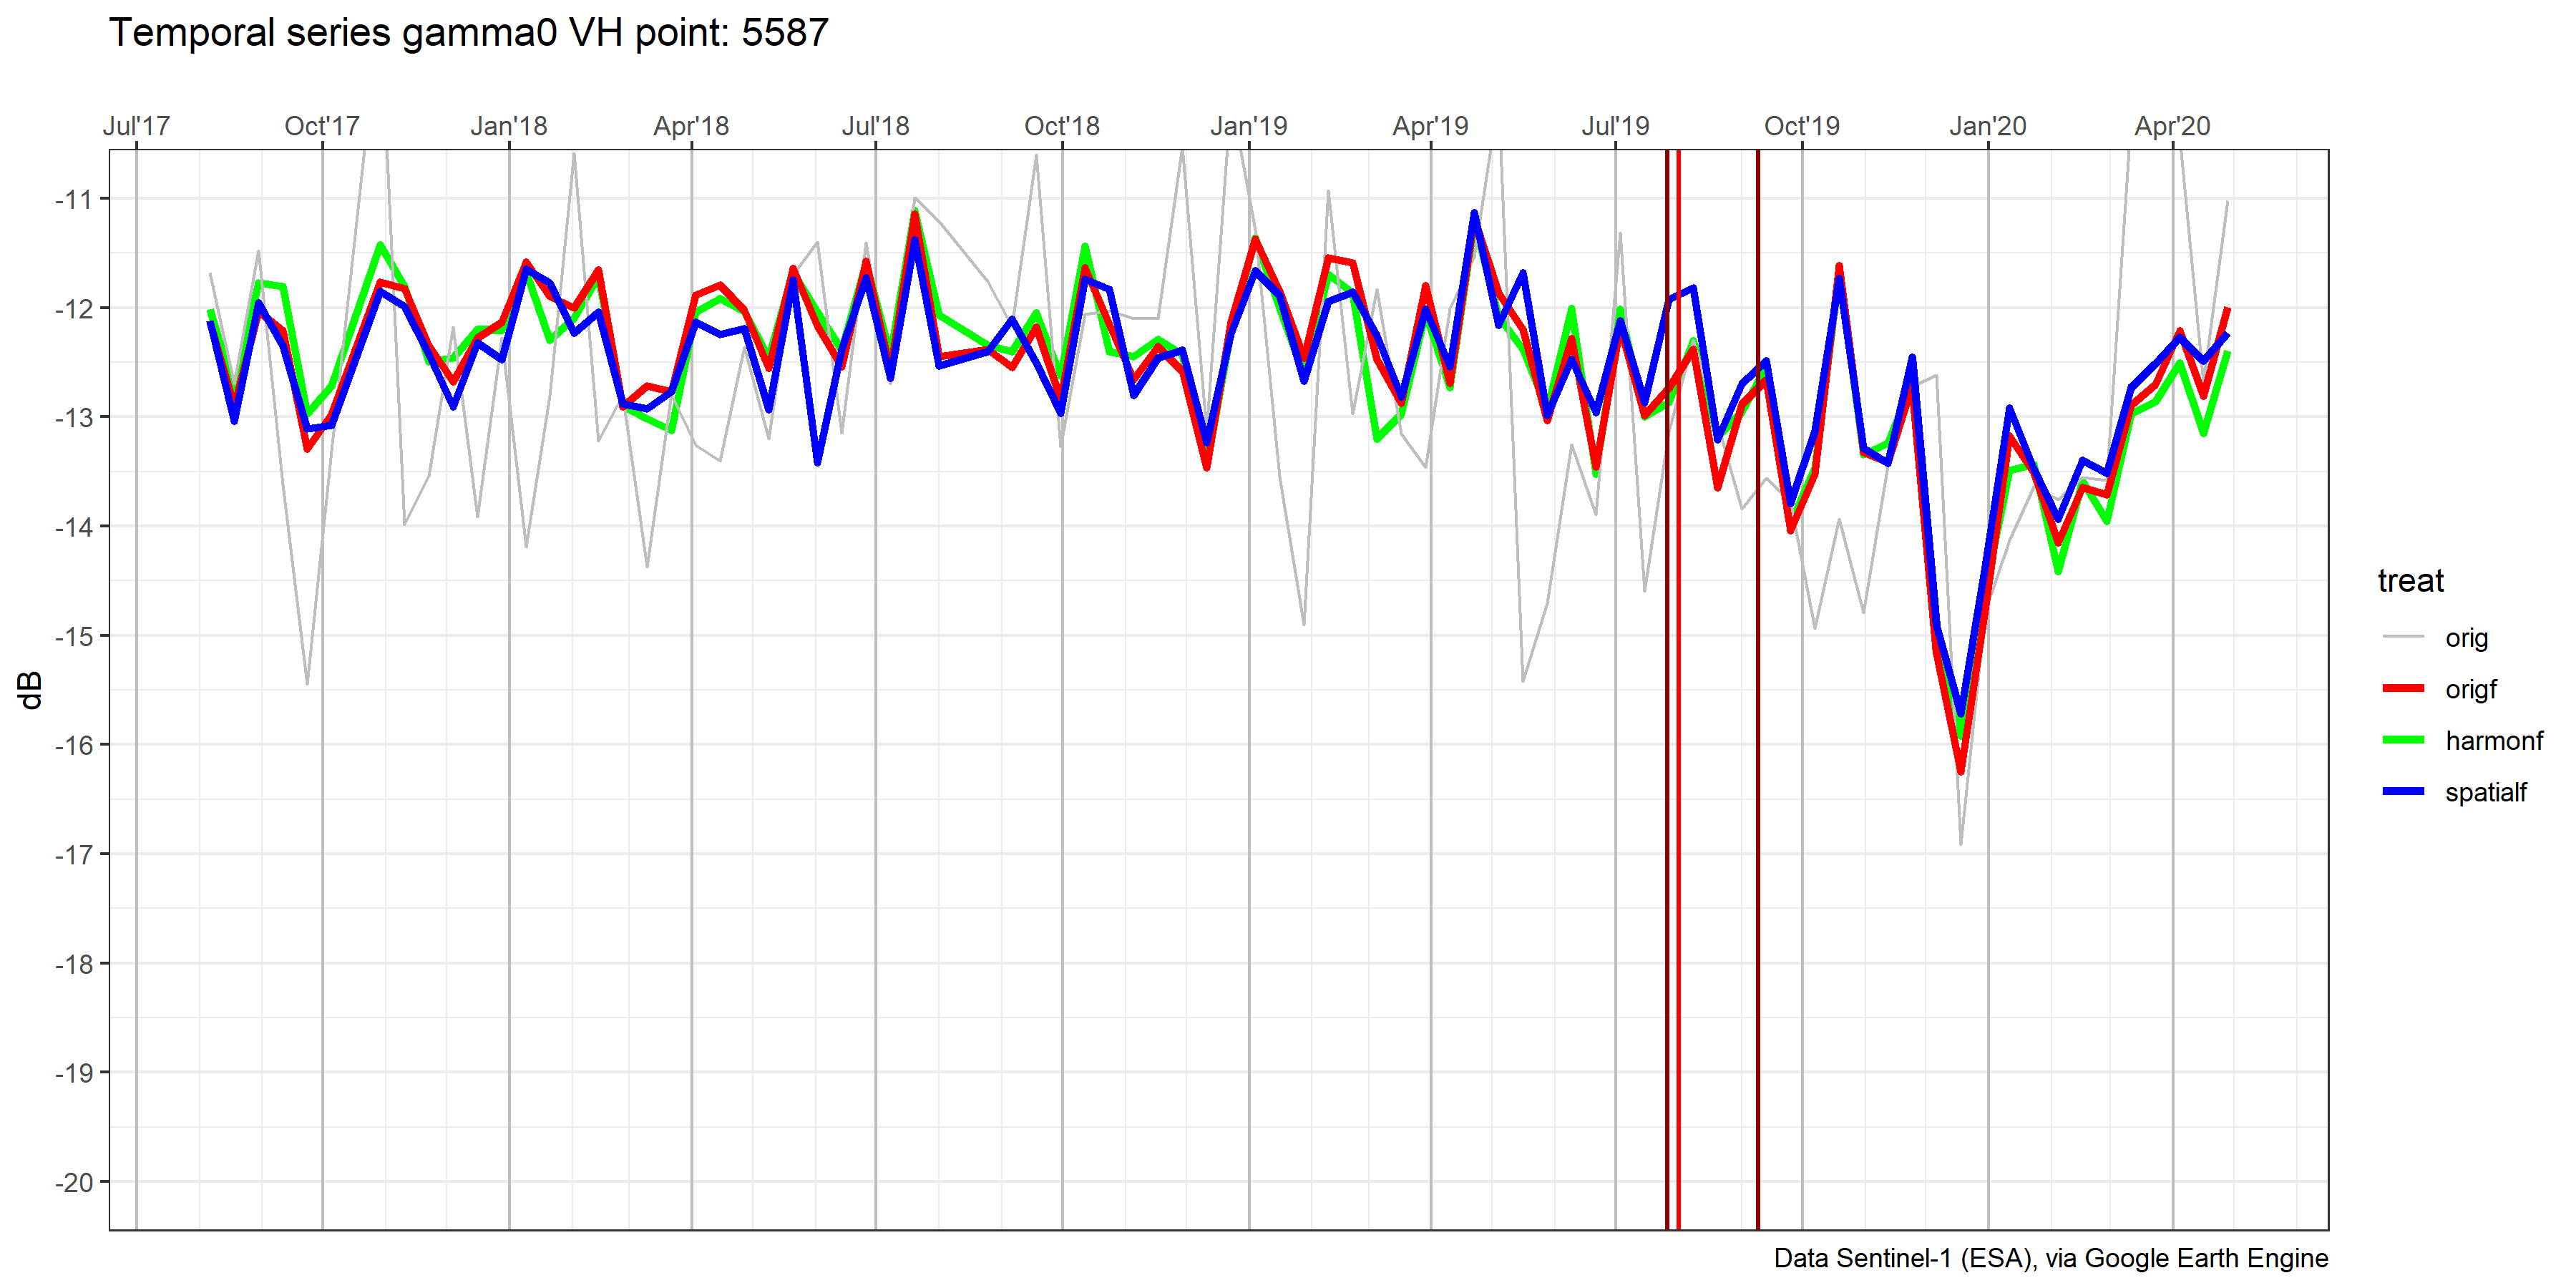 Temporal series gamma0 VH point: 5587
Jul'17 Oct'17 Jan'18 Apr'18 Jul'18 Oct'18 Jan'19 Apr'19 Jul'19 Oct'19 Jan'20 Apr'20
-11
-12
-13
-14
-15
-16
-17
-18
-19
-20
dB
treat
orig
origf
harmonf
spatialf
Data Sentinel-1 (ESA), via Google Earth Engine